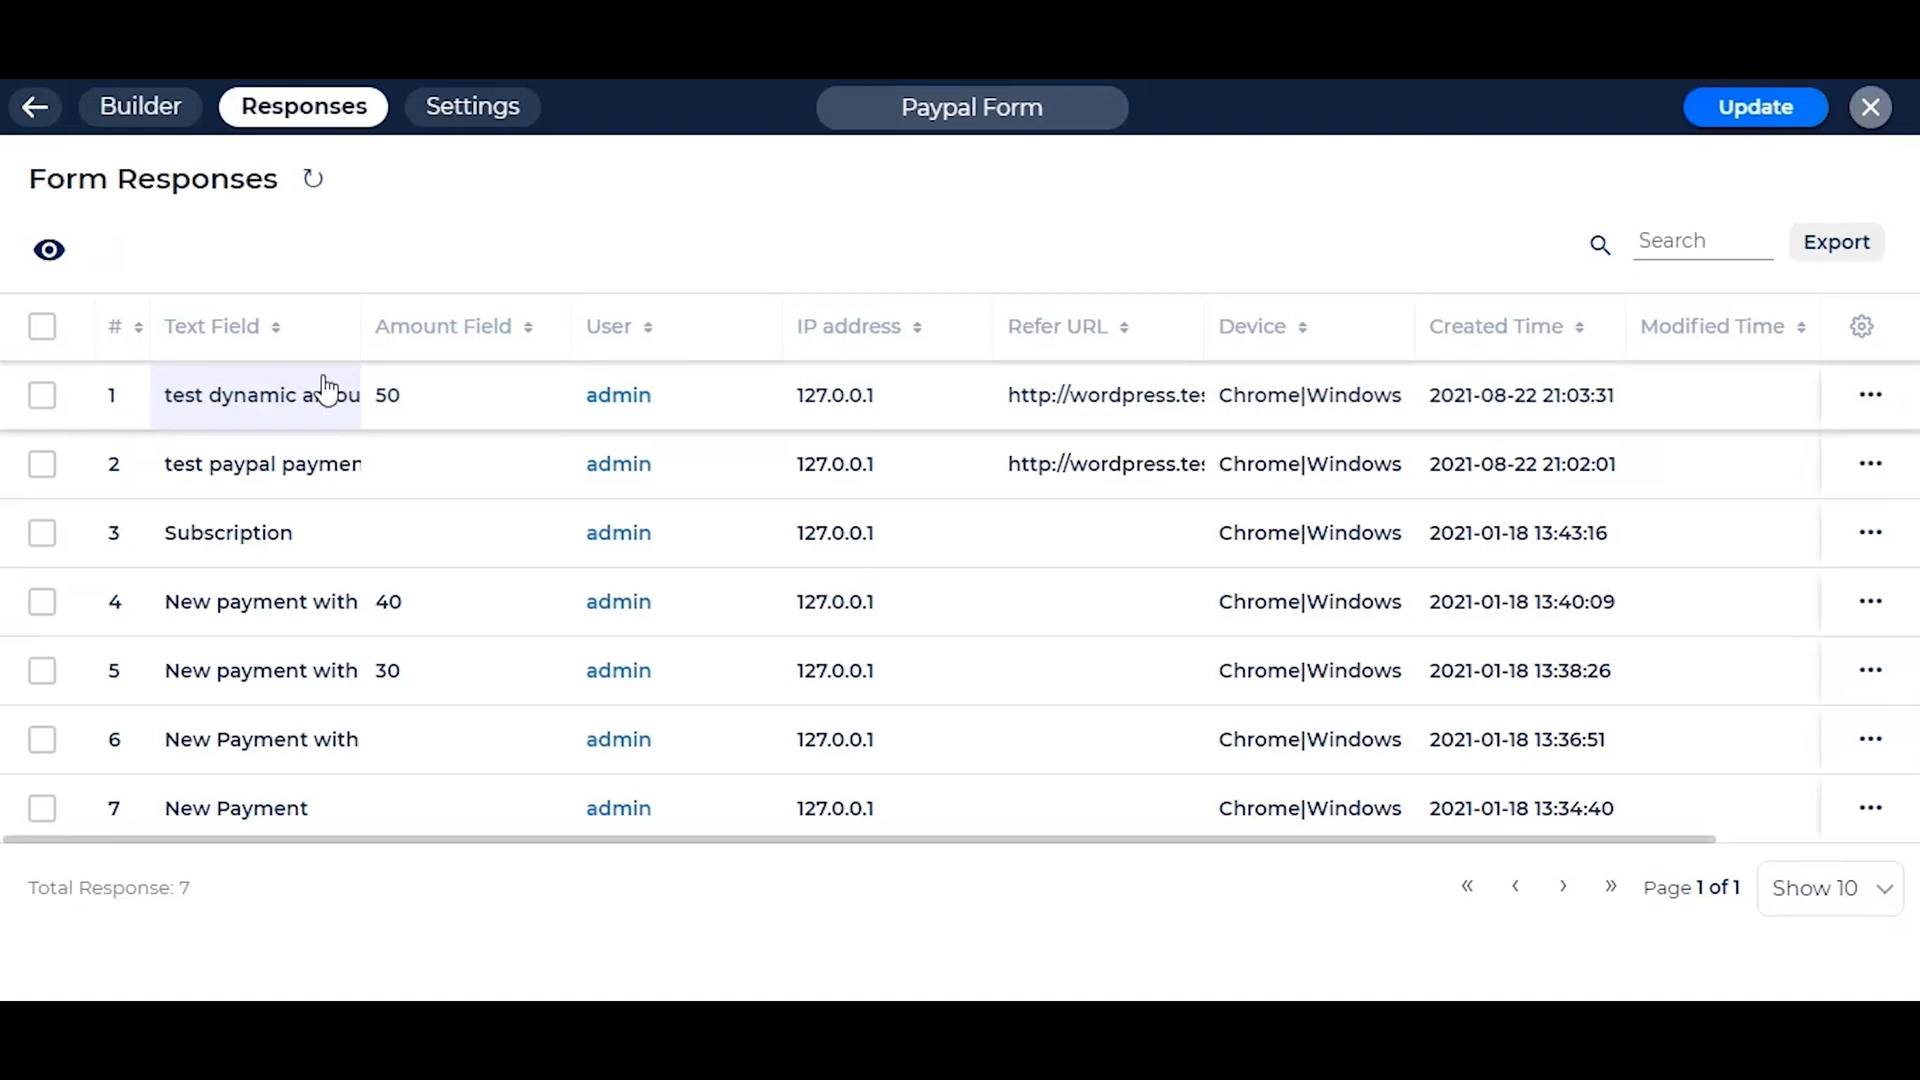 Builder Responses Settings Paypal Form Update
Form Responses
Search Export
# Text Field Amount Field User IP address Refer URL Device Created Time Modified Time
1 test dynamic 50 admin 127.0.0.1 http://wordpress.tes Chrome|Windows 2021-08-22 21:03:31
2 test paypal paymen admin 127.0.0.1 http://wordpress.tes Chrome|Windows 2021-08-22 21:02:01
3 Subscription admin 127.0.0.1 Chrome|Windows 2021-01-18 13:43:16
4 New payment with 40 admin 127.0.0.1 Chrome|Windows 2021-01-18 13:40:09
5 New payment with 30 admin 127.0.0.1 Chrome|Windows 2021-01-18 13:38:26
6 New Payment with admin 127.0.0.1 Chrome|Windows 2021-01-18 13:36:51
7 New Payment admin 127.0.0.1 Chrome|Windows 2021-01-18 13:34:40
Total Response: 7 « ‹ › » Page 1 of 1 Show 10